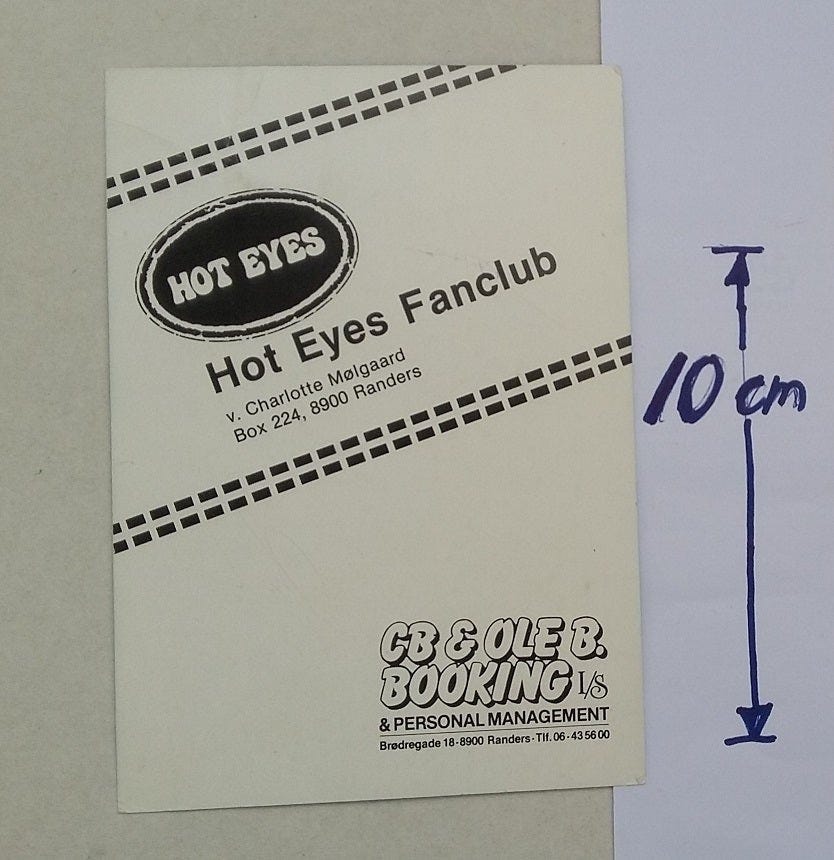 HOT EYES
Hot Eyes Fanclub
v. Charlotte Mølgaard
Box 224, 8900 Randers
10 cm
CB & OLE B.
BOOKING I/S
& PERSONAL MANAGEMENT
Brødregade 18-8900 Randers·Tlf. 06-43 56 00